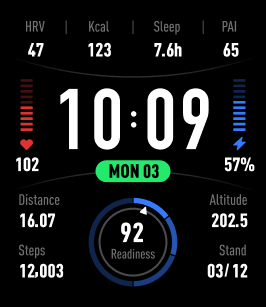 HRV | Kcal | Sleep | PAI
47 123 7.6h 65
10:09
102 MON 03 57%
Distance Altitude
16.07 202.5
92
Readiness
Steps Stand
12,003 03/12